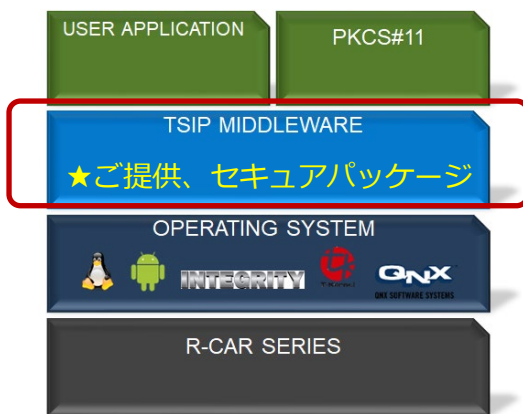 USER APPLICATION
PKCS#11
TSIP MIDDLEWARE
★ご提供、セキュアパッケージ
OPERATING SYSTEM
INTEGRITY
QNX
QNX SOFTWARE SYSTEMS
R-CAR SERIES